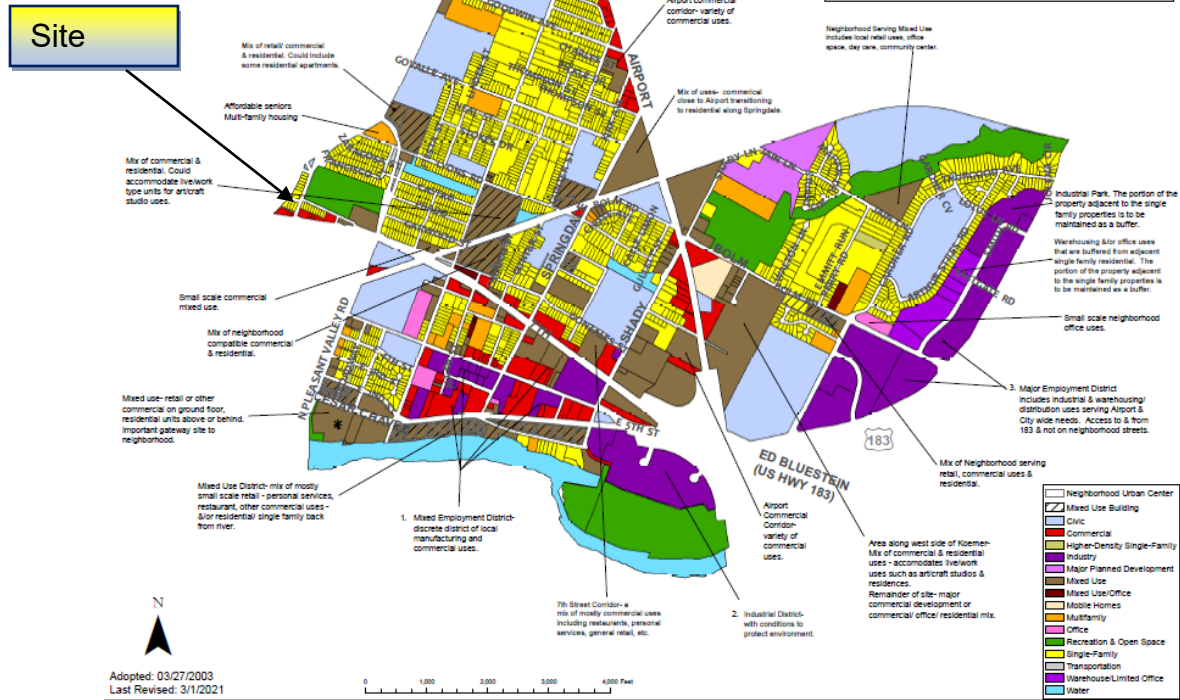 Site
Airport commercial
corridor- variety of
commercial uses.
Neighborhood Serving Mixed Use
includes local retail uses, office
space, day care, community center.
Mix of retail/ commercial
& residential. Could include
some residential apartments.
Affordable seniors
Multi-family housing
Mix of commercial &
residential. Could
accommodate live/work
type units for art/craft
studio uses.
Mix of uses- commerical
close to Airport transitioning
to residential along Springdale.
Industrial Park. The portion of the
property adjacent to the single
family properties is to be
maintained as a buffer.
Warehousing &/or office uses
that are buffered from adjacent
single family residential. The
portion of the property adjacent
to the single family properties is
to be maintained as a buffer.
Small scale neighborhood
office uses.
Small scale commercial
mixed use.
Mix of neighborhood
compatible commercial
& residential.
Mixed use- retail or other
commercial on ground floor,
residential units above or behind.
Important gateway site to
neighborhood.
3. Major Employment District
includes industrial & warehousing/
distribution uses serving Airport &
City wide needs. Access to & from
183 & not on neighborhood streets.
Mix of Neighborhood serving
retail, commercial uses &
residential.
Mixed Use District- mix of mostly
small scale retail - personal services,
restaurant, other commercial uses -
&/or residential/ single family back
from river.
1. Mixed Employment District-
discrete district of local
manufacturing and
commercial uses.
Airport
Commercial
Corridor-
variety of
commercial
uses.
Area along west side of Koerner-
Mix of commercial & residential
uses - accomodates live/work
uses such as art/craft studios &
residences.
Remainder of site- major
commercial development or
commercial/ office/ residential mix.
7th Street Corridor- a
mix of mostly commercial uses
including restaurants, personal
services, general retail, etc.
2. Industrial District-
with conditions to
protect environment.
GOODWIN AVE
GOVALLE AVE
THOMPSON ST
STOKES DR
AIRPORT
SPRINGDALE
BOLM
SHADY
N PLEASANT VALLEY RD
E 5TH ST
183
ED BLUESTEIN
(US HWY 183)
Neighborhood Urban Center
Mixed Use Building
Civic
Commercial
Higher-Density Single-Family
Industry
Major Planned Development
Mixed Use
Mixed Use/Office
Mobile Homes
Multifamily
Office
Recreation & Open Space
Single-Family
Transportation
Warehouse/Limited Office
Water
N
Adopted: 03/27/2003
Last Revised: 3/1/2021
0 1,000 2,000 3,000 4,000 Feet